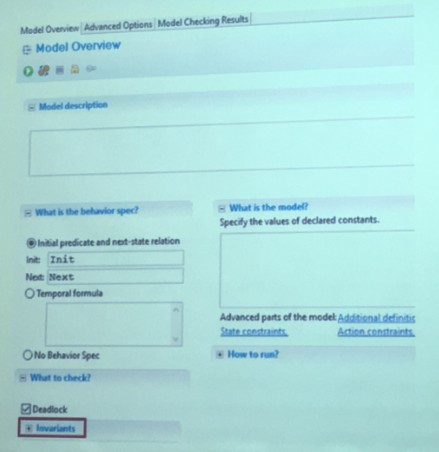 Model Overview Advanced Options Model Checking Results
Model Overview
Model description
What is the behavior spec?
Initial predicate and next-state relation
Init: Init
Next: Next
Temporal formula
No Behavior Spec
What to check?
Deadlock
Invariants
What is the model?
Specify the values of declared constants.
Advanced parts of the model: Additional definitic
State constraints. Action constraints.
How to run?